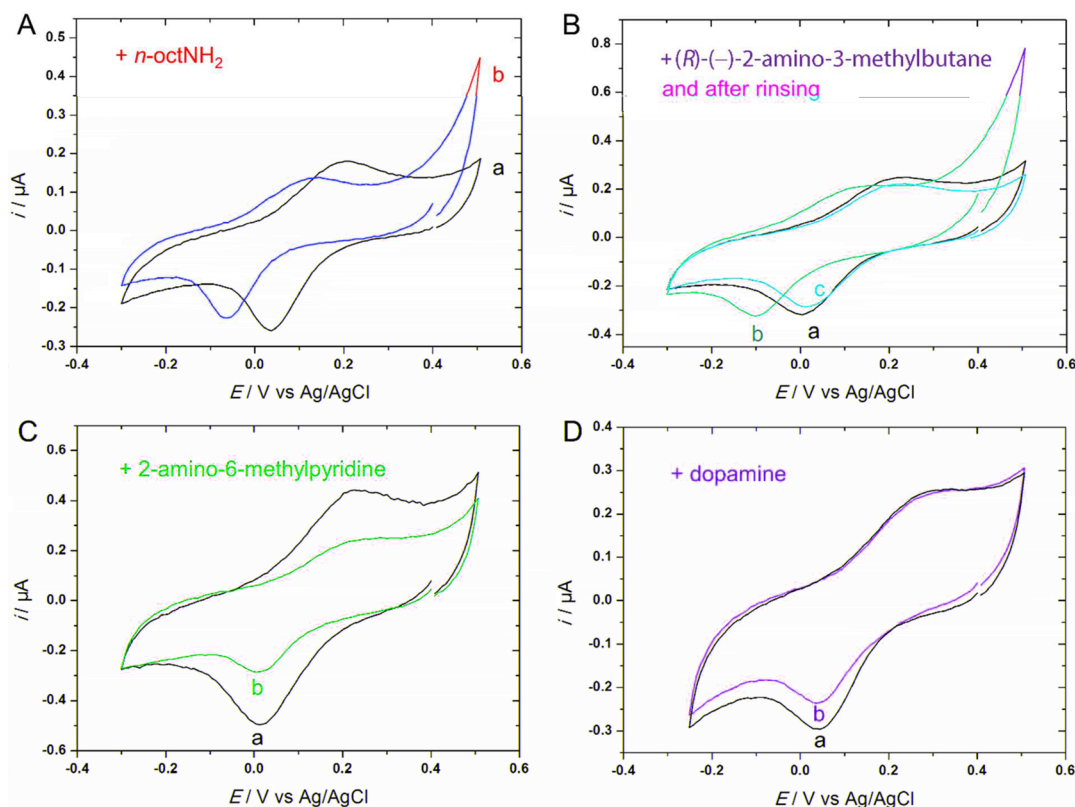 A
+ n-octNH₂
b
a
0.5
0.4
0.3
0.2
0.1
0.0
-0.1
-0.2
-0.3
i / µA
-0.4 -0.2 0.0 0.2 0.4 0.6
E / V vs Ag/AgCl
B
+ (R)-(−)-2-amino-3-methylbutane
and after rinsing
c
b
a
0.8
0.6
0.4
0.2
0.0
-0.2
-0.4
i / µA
-0.4 -0.2 0.0 0.2 0.4 0.6
E / V vs Ag/AgCl
C
+ 2-amino-6-methylpyridine
b
a
0.6
0.4
0.2
0.0
-0.2
-0.4
-0.6
i / µA
-0.4 -0.2 0.0 0.2 0.4 0.6
E / V vs Ag/AgCl
D
+ dopamine
b
a
0.4
0.3
0.2
0.1
0.0
-0.1
-0.2
-0.3
i / µA
-0.4 -0.2 0.0 0.2 0.4 0.6
E / V vs Ag/AgCl